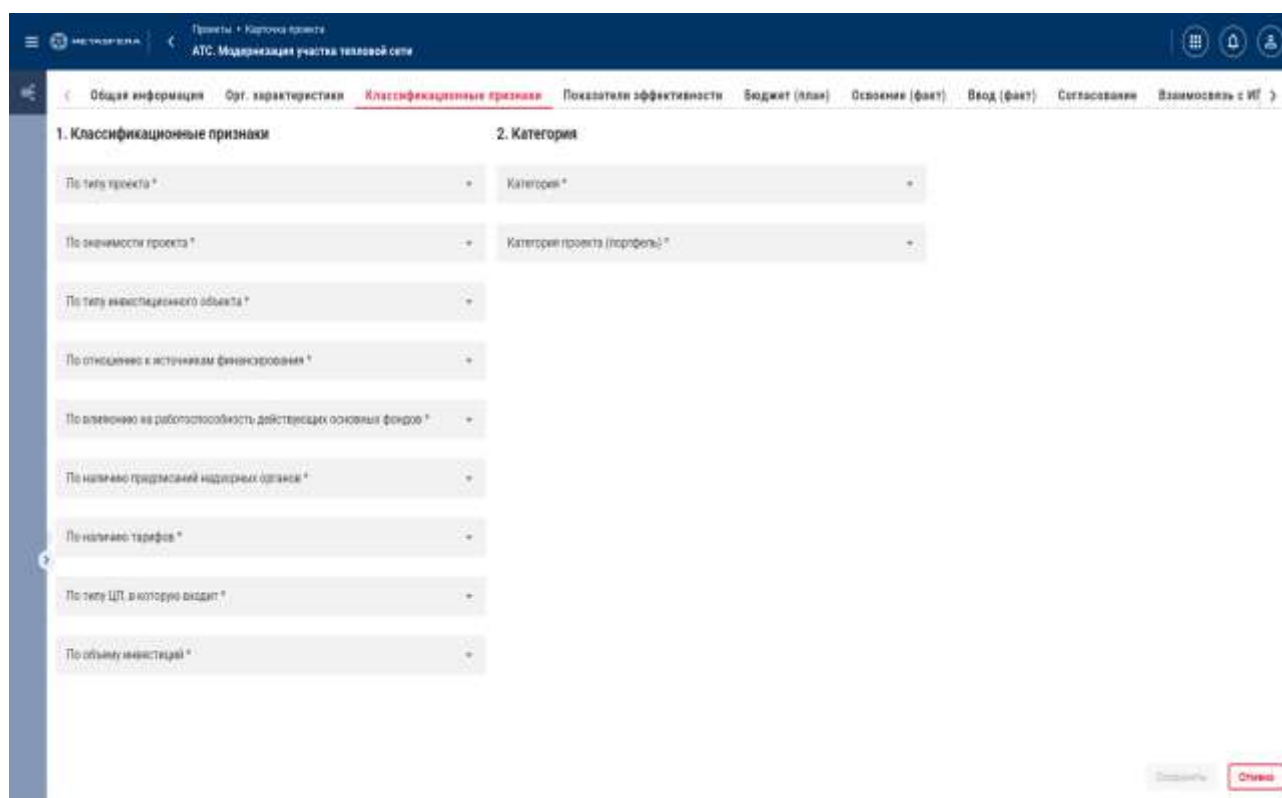 METASFERA
Проекты • Карточка проекта
АТС. Модернизация участка тепловой сети
Общая информация Орг. характеристики Классификационные признаки Показатели эффективности Бюджет (план) Освоение (факт) Ввод (факт) Согласование Взаимосвязь с ИП
1. Классификационные признаки
2. Категория
По типу проекта *
Категория *
По значимости проекта *
Категория проекта (портфель) *
По типу инвестиционного объекта *
По отношению к источникам финансирования *
По влиянию на работоспособность действующих основных фондов *
По наличию предписаний надзорных органов *
По наличию тарифов *
По типу ЦП, в которую входит *
По объему инвестиций *
Сохранить
Отмена